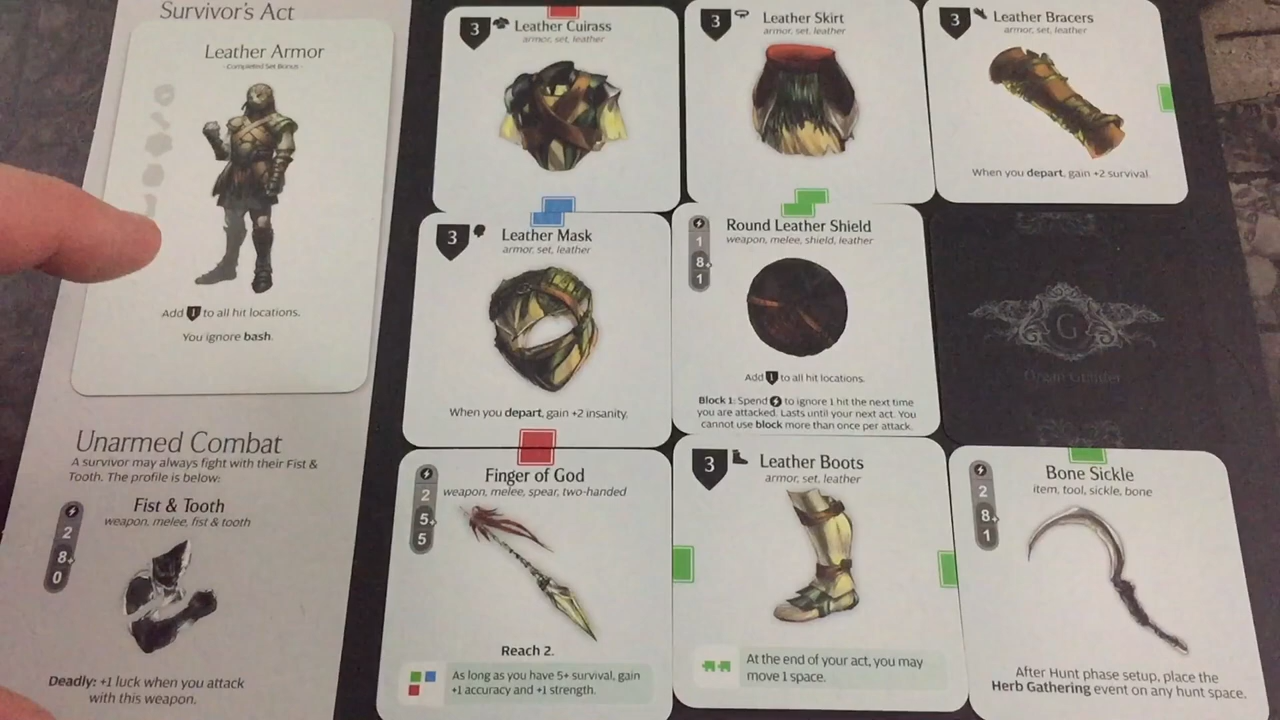 Survivor's Act
Leather Armor
- Completed Set Bonus -
Add 1 to all hit locations.
You ignore bash.
Unarmed Combat
A survivor may always fight with their Fist &
Tooth. The profile is below:
Fist & Tooth
weapon, melee, fist & tooth
2
8+
0
Deadly: +1 luck when you attack
with this weapon.
3
Leather Cuirass
armor, set, leather
3
Leather Skirt
armor, set, leather
3
Leather Bracers
armor, set, leather
When you depart, gain +2 survival.
3
Leather Mask
armor, set, leather
When you depart, gain +2 insanity.
1
8+
1
Round Leather Shield
weapon, melee, shield, leather
Add 1 to all hit locations.
Block 1: Spend to ignore 1 hit the next time
you are attacked. Lasts until your next act. You
cannot use block more than once per attack.
G
2
5+
5
Finger of God
weapon, melee, spear, two-handed
Reach 2.
As long as you have 5+ survival, gain
+1 accuracy and +1 strength.
3
Leather Boots
armor, set, leather
At the end of your act, you may
move 1 space.
2
8+
1
Bone Sickle
item, tool, sickle, bone
After Hunt phase setup, place the
Herb Gathering event on any hunt space.